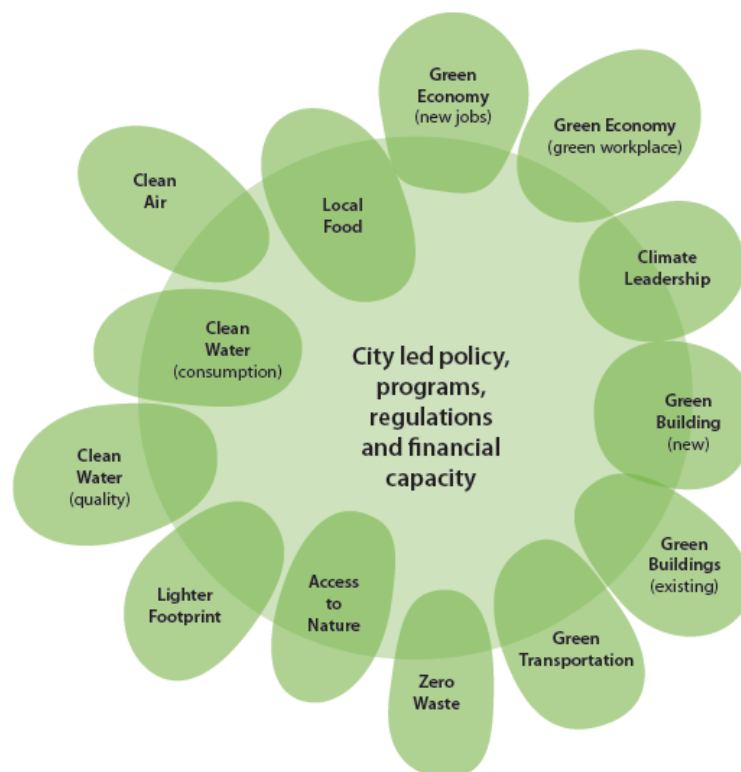 Green
Economy
(new jobs)
Green Economy
(green workplace)
Climate
Leadership
Green
Building
(new)
Green
Buildings
(existing)
Green
Transportation
Zero
Waste
Access
to
Nature
Lighter
Footprint
Clean
Water
(quality)
Clean
Water
(consumption)
Clean
Air
Local
Food
City led policy,
programs,
regulations
and financial
capacity